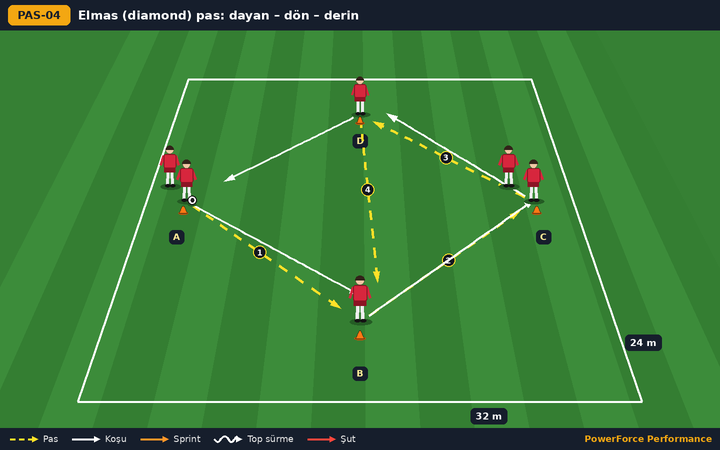 PAS-04 Elmas (diamond) pas: dayan – dön – derin
D
3
4
A
C
1
2
B
24 m
32 m
Pas Koşu Sprint Top sürme Şut PowerForce Performance